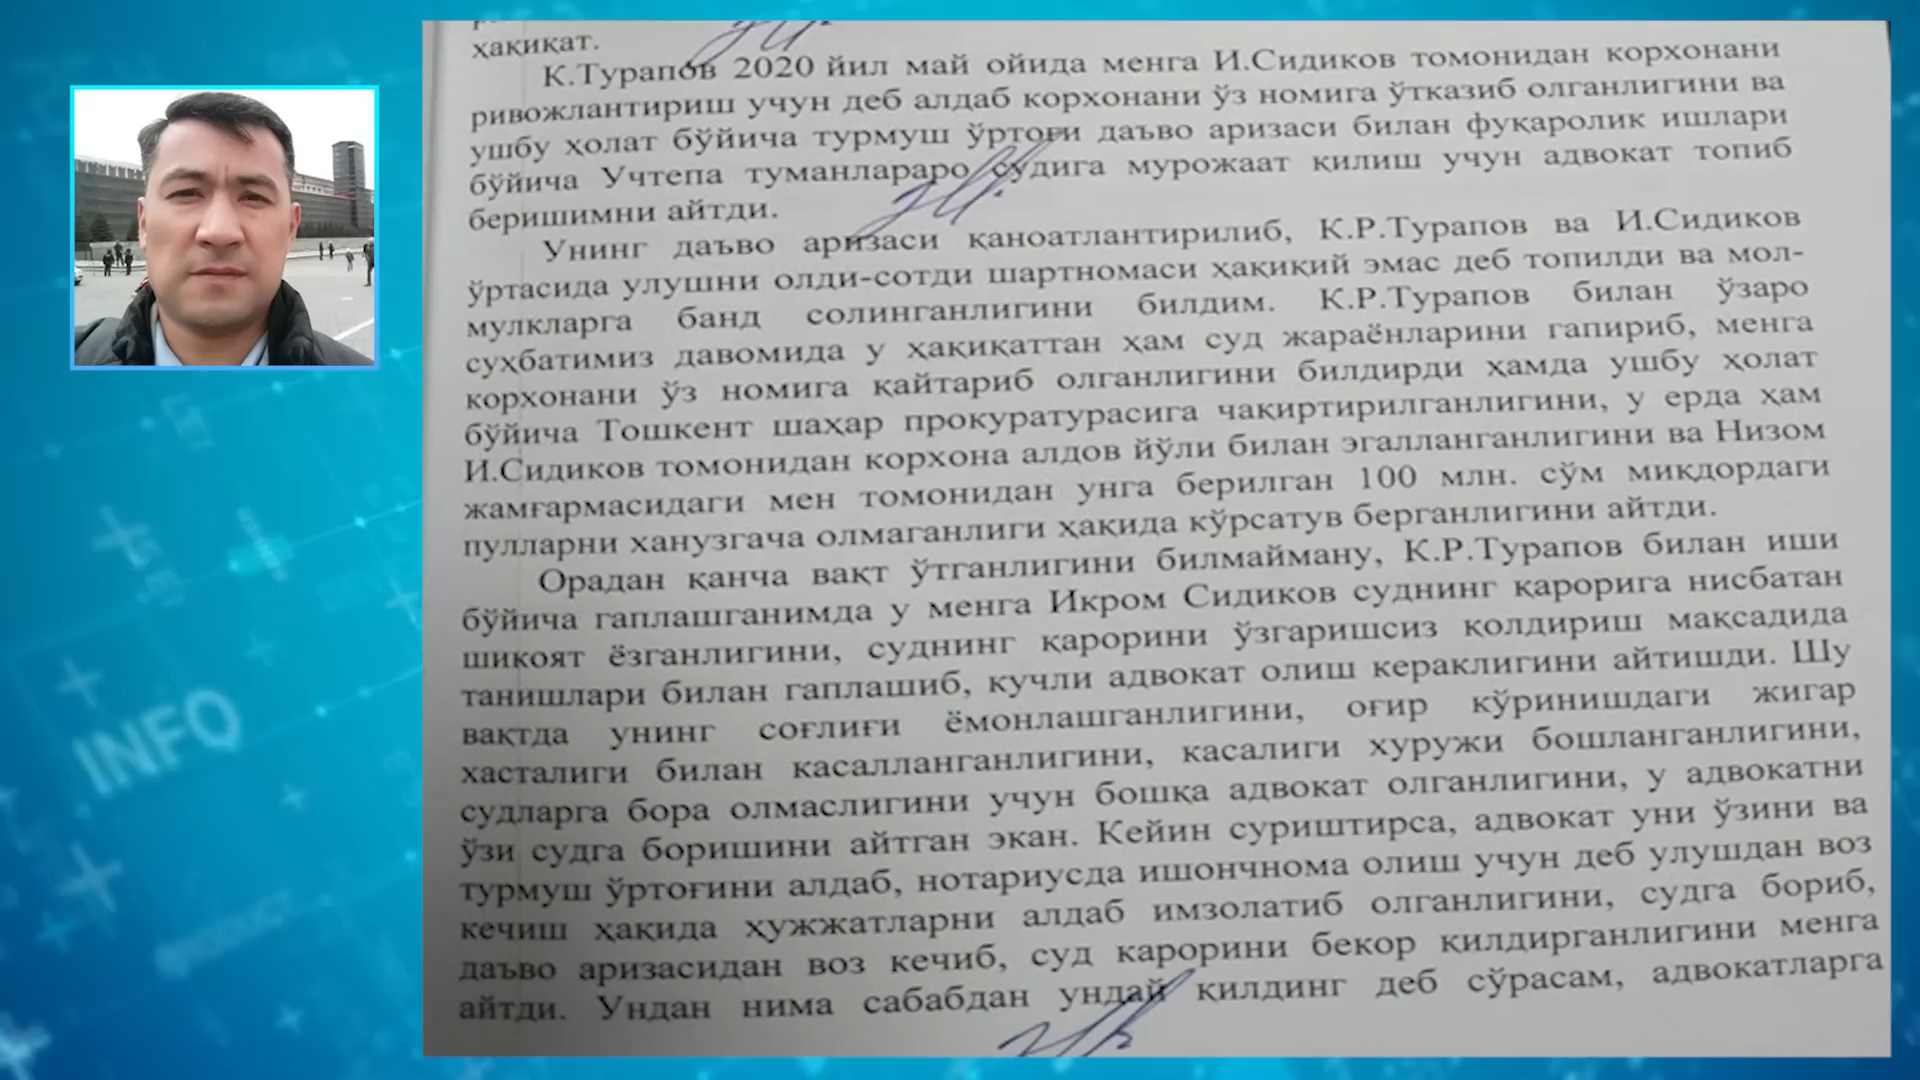 ҳақиқат.
К.Турапов 2020 йил май ойида менга И.Сидиков томонидан корхонани
ривожлантириш учун деб алдаб корхонани ўз номига ўтказиб олганлигини ва
ушбу ҳолат бўйича турмуш ўртоғи даъво аризаси билан фуқаролик ишлари
бўйича Учтепа туманлараро судига мурожаат қилиш учун адвокат топиб
беришимни айтди.
Унинг даъво аризаси қаноатлантирилиб, К.Р.Турапов ва И.Сидиков
ўртасида улушни олди-сотди шартномаси ҳақиқий эмас деб топилди ва мол-
мулкларга банд солинганлигини билдим. К.Р.Турапов билан ўзаро
суҳбатимиз давомида у ҳақиқаттан ҳам суд жараёнларини гапириб, менга
корхонани ўз номига қайтариб олганлигини билдирди ҳамда ушбу ҳолат
бўйича Тошкент шаҳар прокуратурасига чақиртирилганлигини, у ерда ҳам
И.Сидиков томонидан корхона алдов йўли билан эгалланганлигини ва Низом
жамғармасидаги мен томонидан унга берилган 100 млн. сўм миқдордаги
пулларни ханузгача олмаганлиги ҳақида кўрсатув берганлигини айтди.
Орадан қанча вақт ўтганлигини билмайману, К.Р.Турапов билан иши
бўйича гаплашганимда у менга Икром Сидиков суднинг қарорига нисбатан
шикоят ёзганлигини, суднинг қарорини ўзгаришсиз қолдириш мақсадида
танишлари билан гаплашиб, кучли адвокат олиш кераклигини айтишди. Шу
вақтда унинг соғлиғи ёмонлашганлигини, оғир кўринишдаги жигар
хасталиги билан касалланганлигини, касалиги хуружи бошланганлигини,
судларга бора олмаслигини учун бошқа адвокат олганлигини, у адвокатни
ўзи судга боришини айтган экан. Кейин суриштирса, адвокат уни ўзини ва
турмуш ўртоғини алдаб, нотариусда ишончнома олиш учун деб улушдан воз
кечиш ҳақида ҳужжатларни алдаб имзолатиб олганлигини, судга бориб,
даъво аризасидан воз кечиб, суд карорини бекор қилдирганлигини менга
айтди. Ундан нима сабабдан ундай қилдинг деб сўрасам, адвокатларга
INFO
PRODUCT